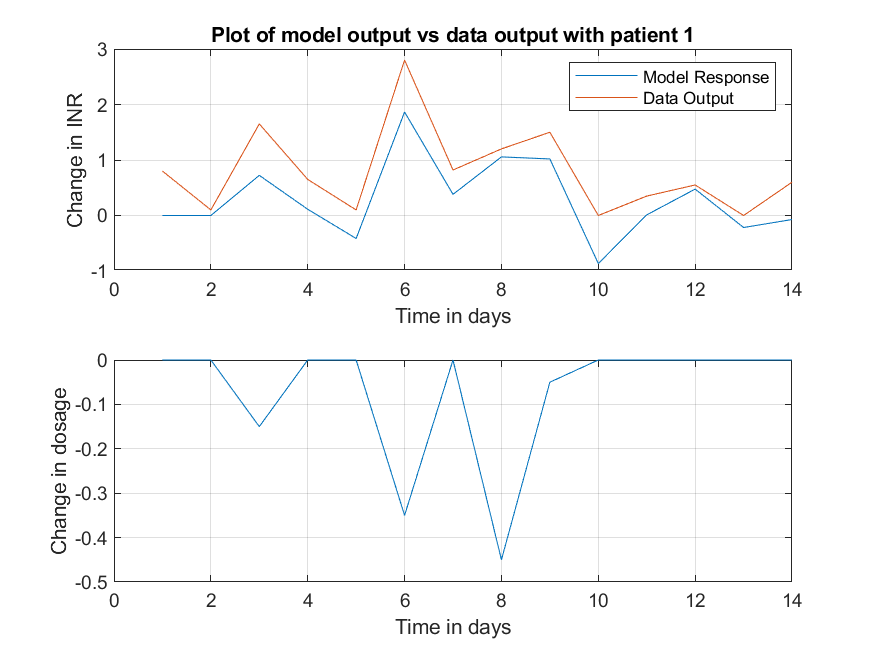 Plot of model output vs data output with patient 1
3
2
1
0
-1
Change in INR
Model Response
Data Output
0 2 4 6 8 10 12 14
Time in days
0
-0.1
-0.2
-0.3
-0.4
-0.5
Change in dosage
0 2 4 6 8 10 12 14
Time in days